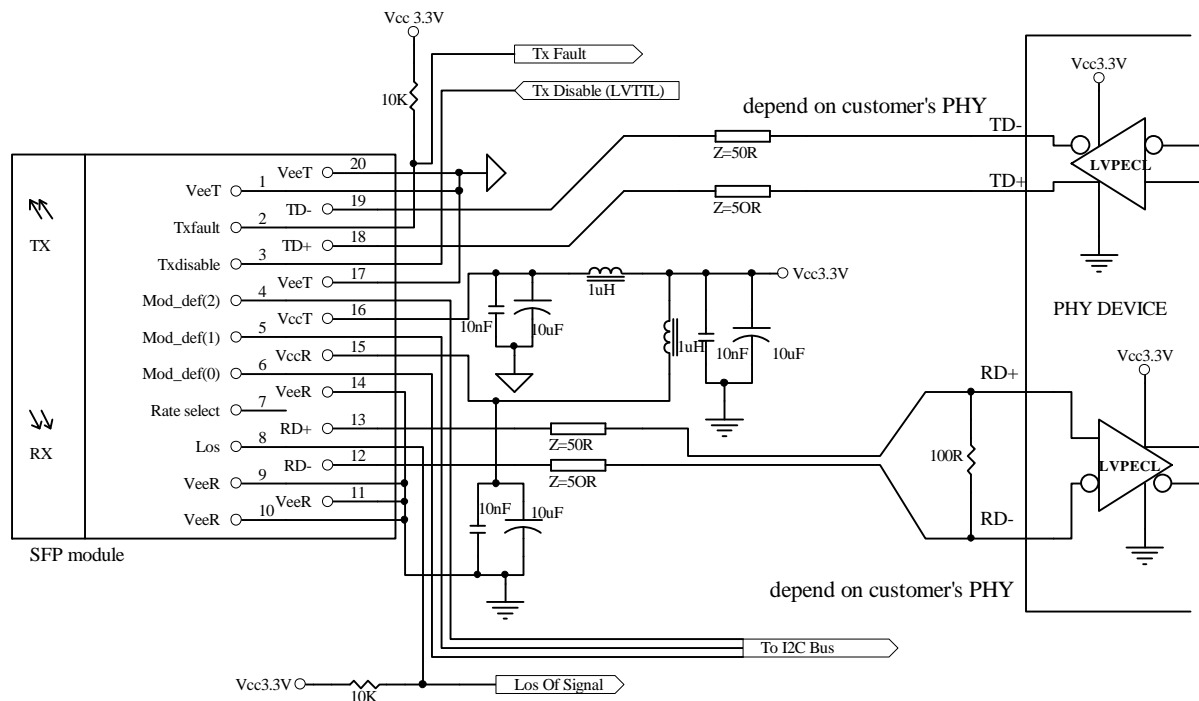 Vcc 3.3V
Tx Fault
10K
Tx Disable (LVTTL)
Vcc3.3V
depend on customer's PHY
TD-
Z=50R
LVPECL
VeeT 20
VeeT 1
TD+
TD- 19
Z=5OR
TX
Txfault 2
TD+ 18
Txdisable 3
VeeT 17
Vcc3.3V
1uH
Mod_def(2) 4
10nF
10uF
PHY DEVICE
VccT 16
Mod_def(1) 5
1uH
10nF
10uF
VccR 15
Vcc3.3V
Mod_def(0) 6
RD+
VeeR 14
Rate select 7
RD+ 13
Z=50R
RX
Los 8
100R
LVPECL
RD- 12
Z=5OR
VeeR 9
VeeR 11
10nF
10uF
VeeR 10
RD-
SFP module
depend on customer's PHY
To I2C Bus
Vcc3.3V
10K
Los Of Signal